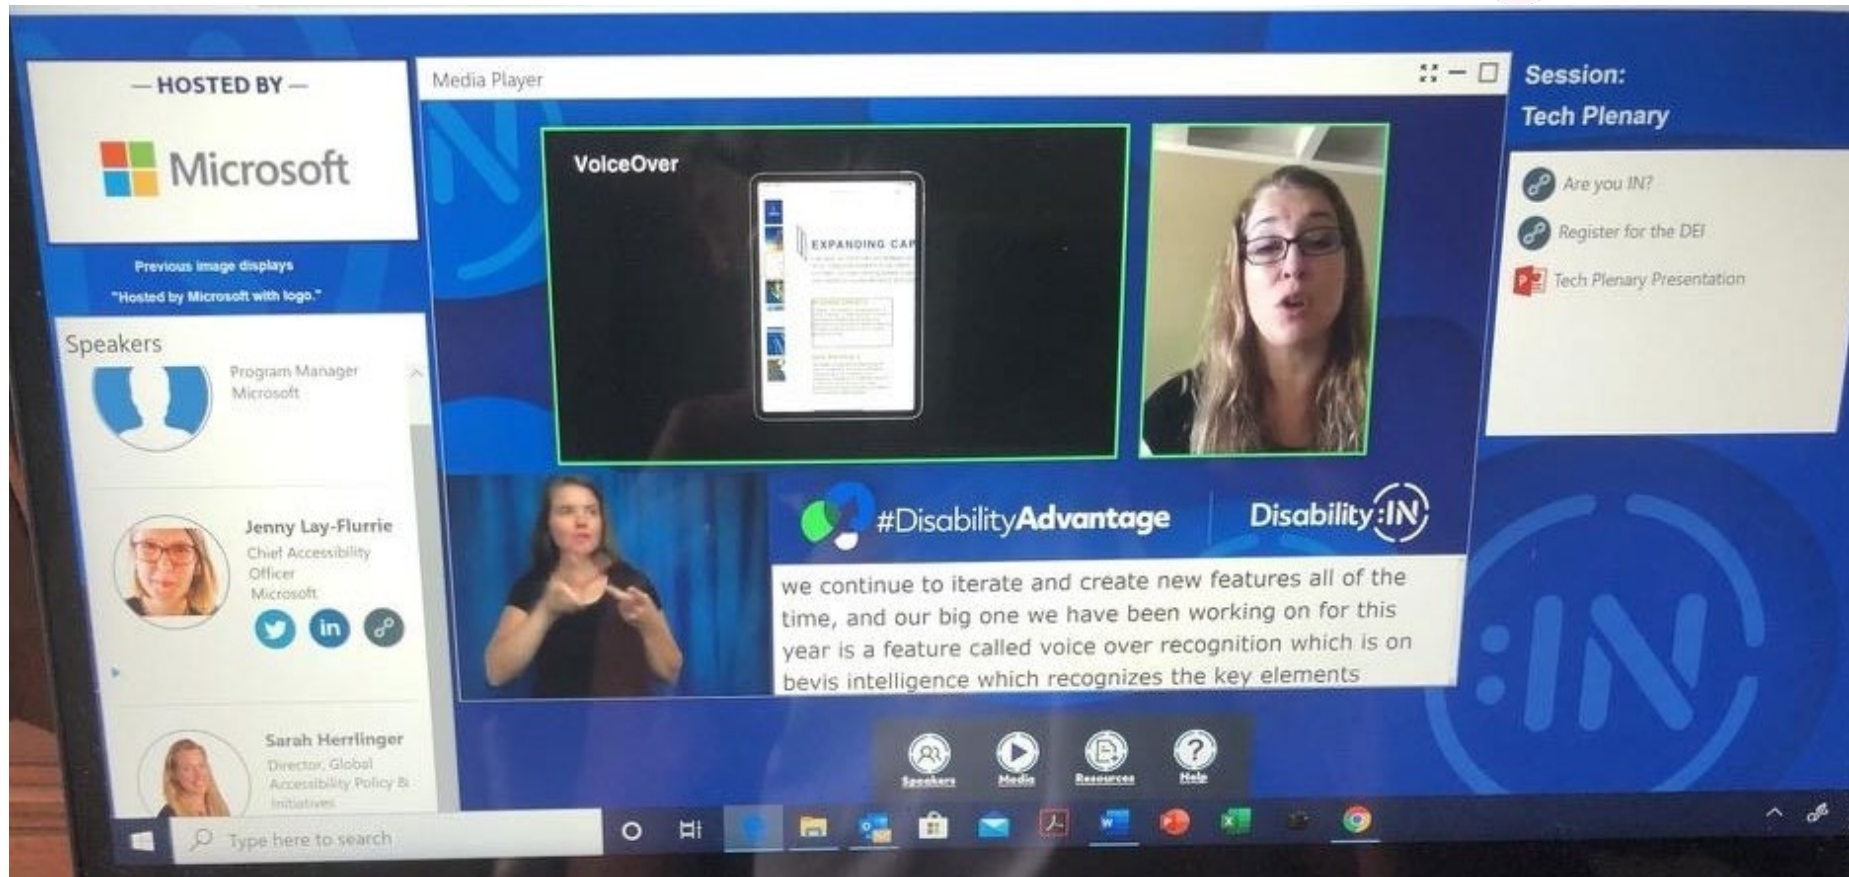 — HOSTED BY —
Microsoft
Previous image displays
"Hosted by Microsoft with logo."
Speakers
Program Manager
Microsoft
Jenny Lay-Flurrie
Chief Accessibility
Officer
Microsoft
in
Sarah Herrlinger
Director, Global
Accessibility Policy &
Initiatives
Media Player
VoiceOver
EXPANDING CAP
#DisabilityAdvantage
Disability:IN
we continue to iterate and create new features all of the
time, and our big one we have been working on for this
year is a feature called voice over recognition which is on
bevis intelligence which recognizes the key elements
Session:
Tech Plenary
Are you IN?
Register for the DEI
Tech Plenary Presentation
:IN
Speakers
Media
Resources
Help
Type here to search